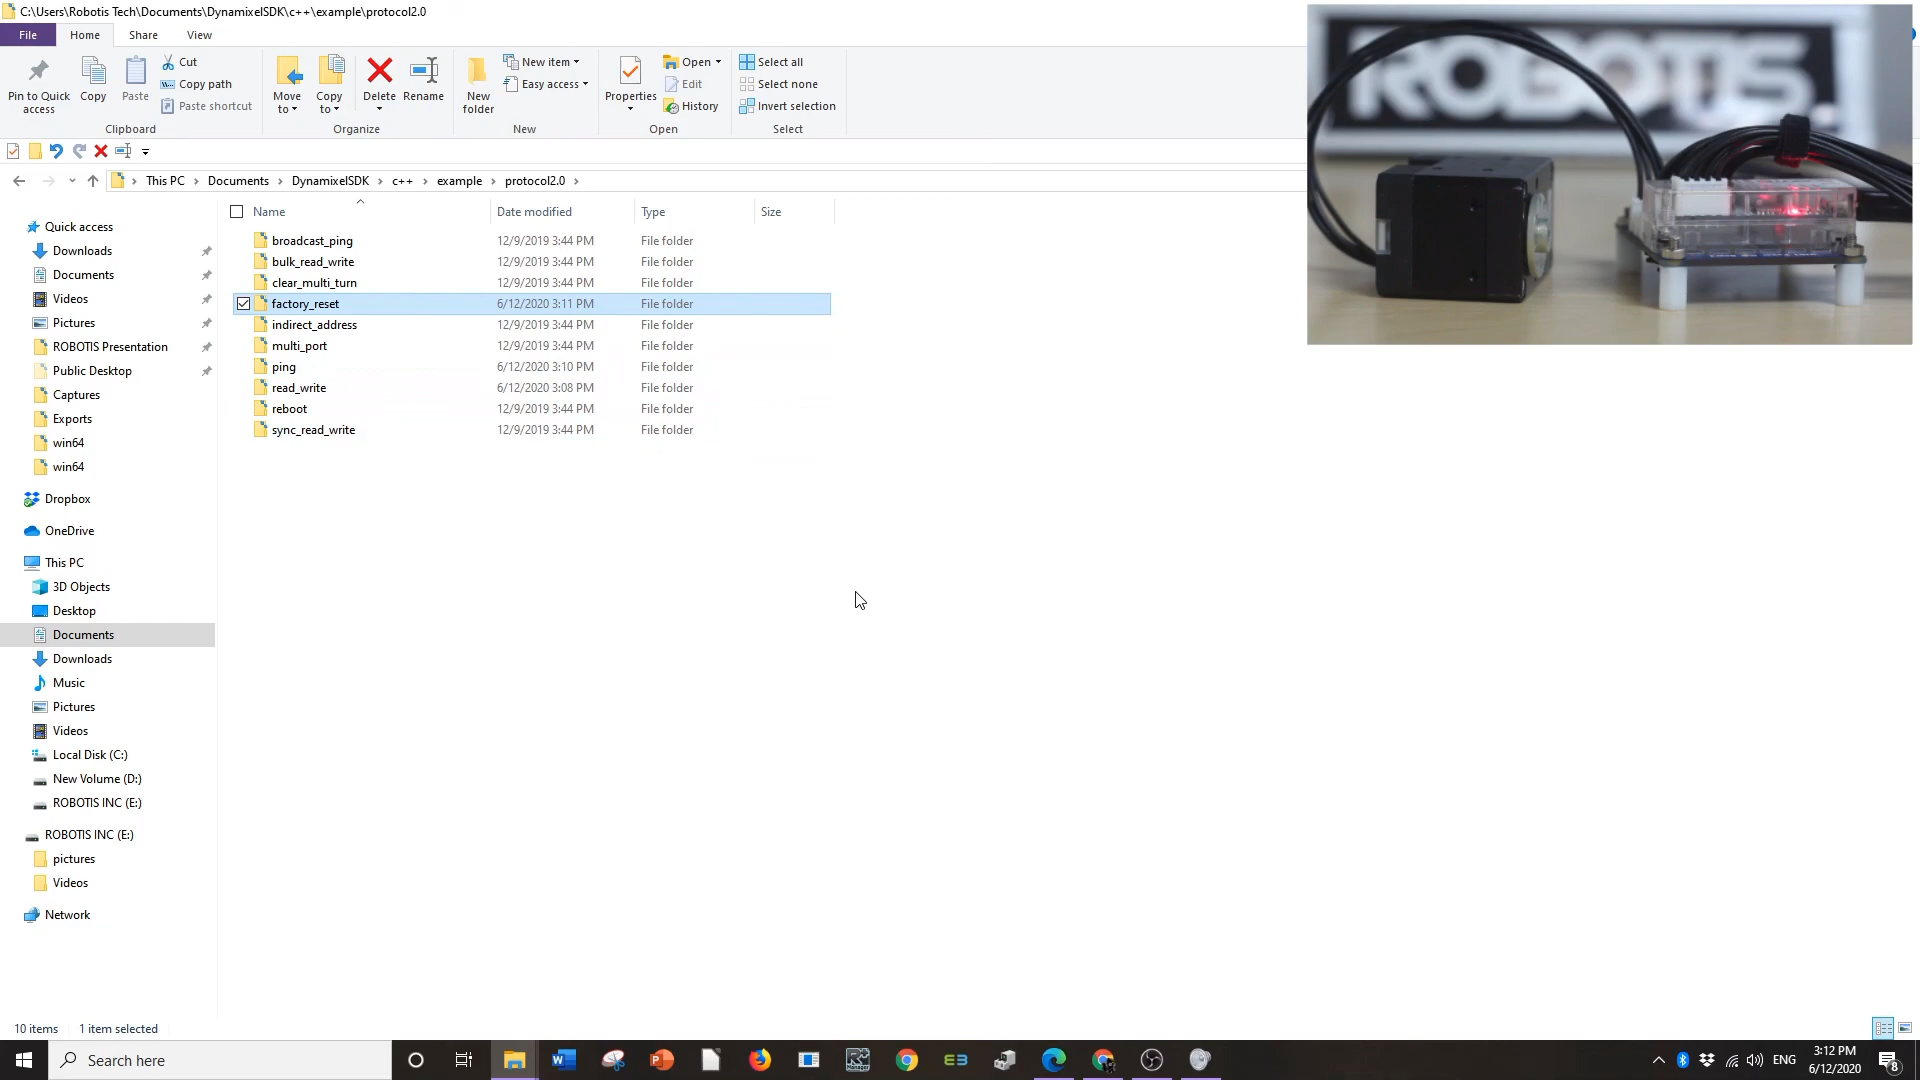 C:\Users\Robotis Tech\Documents\DynamixelSDK\c++\example\protocol2.0
File Home Share View
Pin to Quick access
Copy
Paste
Cut
Copy path
Paste shortcut
Clipboard
Move to
Copy to
Delete
Rename
Organize
New folder
New item
Easy access
New
Properties
Open
Edit
History
Open
Select all
Select none
Invert selection
Select
ROBOTIS
This PC > Documents > DynamixelSDK > c++ > example > protocol2.0 >
Name Date modified Type Size
broadcast_ping 12/9/2019 3:44 PM File folder
bulk_read_write 12/9/2019 3:44 PM File folder
clear_multi_turn 12/9/2019 3:44 PM File folder
factory_reset 6/12/2020 3:11 PM File folder
indirect_address 12/9/2019 3:44 PM File folder
multi_port 12/9/2019 3:44 PM File folder
ping 6/12/2020 3:10 PM File folder
read_write 6/12/2020 3:08 PM File folder
reboot 12/9/2019 3:44 PM File folder
sync_read_write 12/9/2019 3:44 PM File folder
Quick access
Downloads
Documents
Videos
Pictures
ROBOTIS Presentation
Public Desktop
Captures
Exports
win64
win64
Dropbox
OneDrive
This PC
3D Objects
Desktop
Documents
Downloads
Music
Pictures
Videos
Local Disk (C:)
New Volume (D:)
ROBOTIS INC (E:)
ROBOTIS INC (E:)
pictures
Videos
Network
10 items 1 item selected
Search here
ENG
3:12 PM
6/12/2020
8